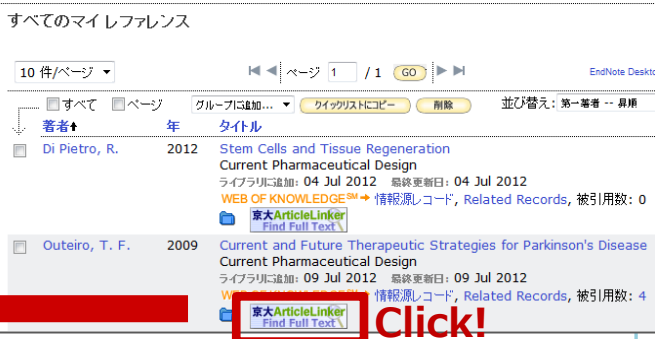 すべてのマイ レファレンス
10 件/ページ ▼ ページ 1 / 1 GO EndNote Deskto
すべて ページ グループに追加... ▼ クイックリストにコピー 削除 並び替え: 第一著者 -- 昇順
著者↑ 年 タイトル
Di Pietro, R. 2012 Stem Cells and Tissue Regeneration
Current Pharmaceutical Design
ライブラリに追加: 04 Jul 2012 最終更新日: 04 Jul 2012
WEB OF KNOWLEDGE℠➔ 情報源レコード, Related Records, 被引用数: 0
京大ArticleLinker
Find Full Text
Outeiro, T. F. 2009 Current and Future Therapeutic Strategies for Parkinson's Disease
Current Pharmaceutical Design
ライブラリに追加: 09 Jul 2012 最終更新日: 09 Jul 2012
情報源レコード, Related Records, 被引用数: 4
京大ArticleLinker
Find Full Text
Click!